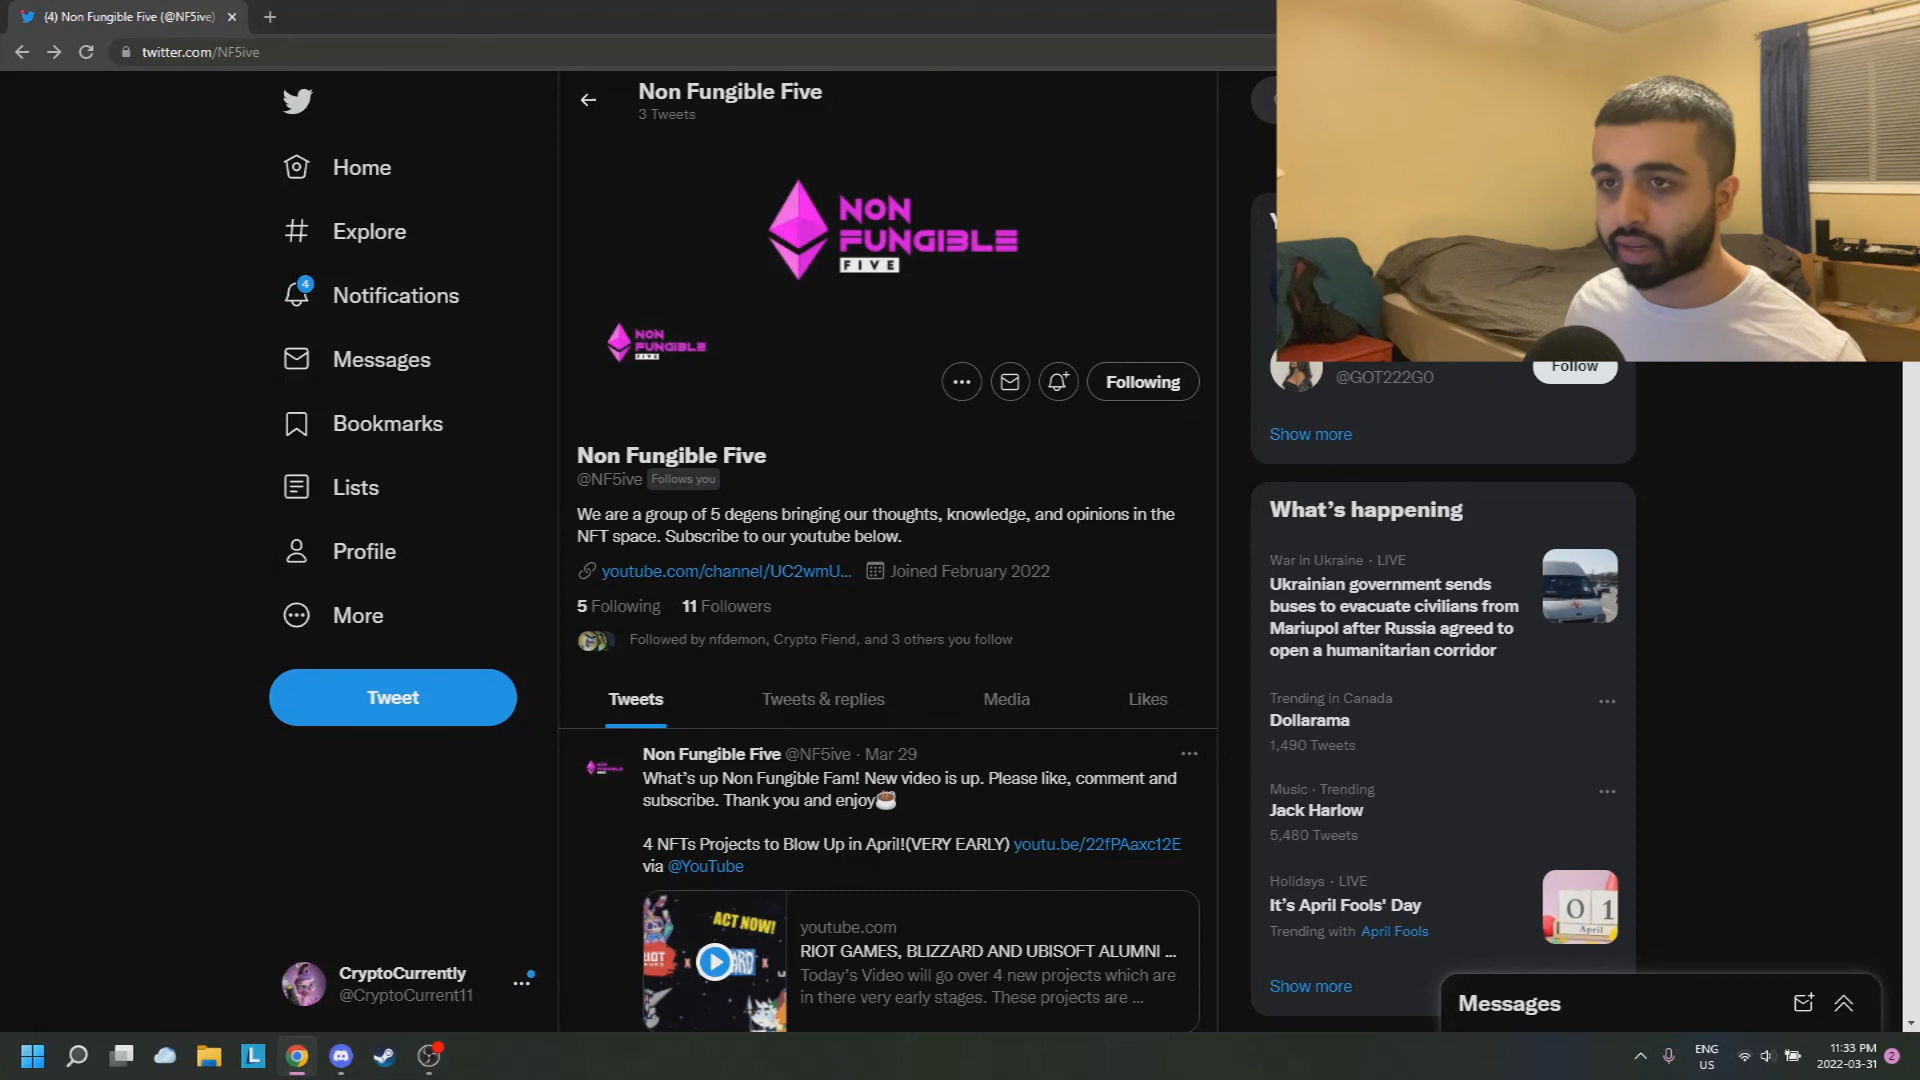 (4) Non Fungible Five (@NF5ive)
twitter.com/NF5ive
Home
Explore
4
Notifications
Messages
Bookmarks
Lists
Profile
More
Tweet
CryptoCurrently
@CryptoCurrent11
Non Fungible Five
3 Tweets
NON
FUNGIBLE
FIVE
NON
FUNGIBLE
FIVE
Following
Non Fungible Five
@NF5ive Follows you
We are a group of 5 degens bringing our thoughts, knowledge, and opinions in the
NFT space. Subscribe to our youtube below.
youtube.com/channel/UC2wmU... Joined February 2022
5 Following 11 Followers
Followed by nfdemon, Crypto Fiend, and 3 others you follow
Tweets Tweets & replies Media Likes
Non Fungible Five @NF5ive · Mar 29
What's up Non Fungible Fam! New video is up. Please like, comment and
subscribe. Thank you and enjoy
4 NFTs Projects to Blow Up in April!(VERY EARLY) youtu.be/22fPAaxc12E
via @YouTube
ACT NOW!
youtube.com
RIOT GAMES, BLIZZARD AND UBISOFT ALUMNI ...
Today's Video will go over 4 new projects which are
in there very early stages. These projects are ...
@GOT222G0
Follow
Show more
What's happening
War in Ukraine · LIVE
Ukrainian government sends
buses to evacuate civilians from
Mariupol after Russia agreed to
open a humanitarian corridor
Trending in Canada
Dollarama
1,490 Tweets
Music · Trending
Jack Harlow
5,480 Tweets
Holidays · LIVE
It's April Fools' Day
Trending with April Fools
01
April
Show more
Messages
ENG
US
11:33 PM
2022-03-31
2